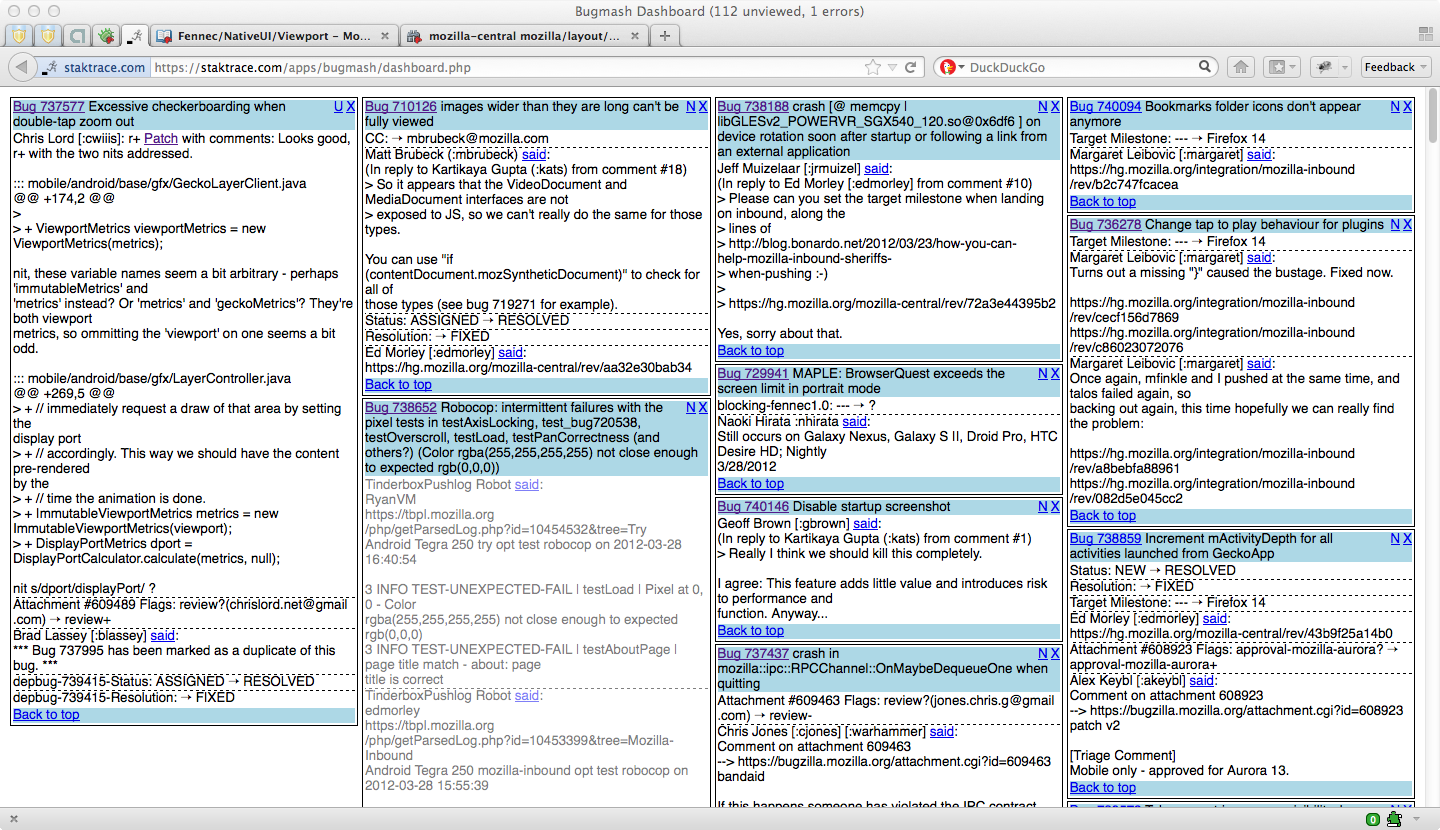 Bugmash Dashboard (112 unviewed, 1 errors)
Fennec/NativeUI/Viewport – Mo...
mozilla-central mozilla/layout/...
staktrace.com
https://staktrace.com/apps/bugmash/dashboard.php
DuckDuckGo
Feedback
Bug 737577 Excessive checkerboarding when
double-tap zoom out
U X
Chris Lord [:cwiiis]: r+ Patch with comments: Looks good,
r+ with the two nits addressed.
::: mobile/android/base/gfx/GeckoLayerClient.java
@@ +174,2 @@
>
> + ViewportMetrics viewportMetrics = new
ViewportMetrics(metrics);
nit, these variable names seem a bit arbitrary - perhaps
'immutableMetrics' and
'metrics' instead? Or 'metrics' and 'geckoMetrics'? They're
both viewport
metrics, so ommitting the 'viewport' on one seems a bit
odd.
::: mobile/android/base/gfx/LayerController.java
@@ +269,5 @@
> + // immediately request a draw of that area by setting
the
display port
> + // accordingly. This way we should have the content
pre-rendered
by the
> + // time the animation is done.
> + ImmutableViewportMetrics metrics = new
ImmutableViewportMetrics(viewport);
> + DisplayPortMetrics dport =
DisplayPortCalculator.calculate(metrics, null);
nit s/dport/displayPort/ ?
Attachment #609489 Flags: review?(chrislord.net@gmail
.com) → review+
Brad Lassey [:blassey] said:
*** Bug 737995 has been marked as a duplicate of this
bug. ***
depbug-739415-Status: ASSIGNED → RESOLVED
depbug-739415-Resolution: → FIXED
Back to top
Bug 710126 images wider than they are long can't be
fully viewed
N X
CC: → mbrubeck@mozilla.com
Matt Brubeck (:mbrubeck) said:
(In reply to Kartikaya Gupta (:kats) from comment #18)
> So it appears that the VideoDocument and
MediaDocument interfaces are not
> exposed to JS, so we can't really do the same for those
types.
You can use "if
(contentDocument.mozSyntheticDocument)" to check for
all of
those types (see bug 719271 for example).
Status: ASSIGNED → RESOLVED
Resolution: → FIXED
Ed Morley [:edmorley] said:
https://hg.mozilla.org/mozilla-central/rev/aa32e30bab34
Back to top
Bug 738652 Robocop: intermittent failures with the
pixel tests in testAxisLocking, test_bug720538,
testOverscroll, testLoad, testPanCorrectness (and
others?) (Color rgba(255,255,255,255) not close enough
to expected rgb(0,0,0))
N X
TinderboxPushlog Robot said:
RyanVM
https://tbpl.mozilla.org
/php/getParsedLog.php?id=10454532&tree=Try
Android Tegra 250 try opt test robocop on 2012-03-28
16:40:54
3 INFO TEST-UNEXPECTED-FAIL | testLoad | Pixel at 0,
0 - Color
rgba(255,255,255,255) not close enough to expected
rgb(0,0,0)
3 INFO TEST-UNEXPECTED-FAIL | testAboutPage |
page title match - about: page
title is correct
TinderboxPushlog Robot said:
edmorley
https://tbpl.mozilla.org
/php/getParsedLog.php?id=10453399&tree=Mozilla-
Inbound
Android Tegra 250 mozilla-inbound opt test robocop on
2012-03-28 15:55:39
Bug 738188 crash [@ memcpy |
libGLESv2_POWERVR_SGX540_120.so@0x6df6 ] on
device rotation soon after startup or following a link from
an external application
N X
Jeff Muizelaar [:jrmuizel] said:
(In reply to Ed Morley [:edmorley] from comment #10)
> Please can you set the target milestone when landing
on inbound, along the
> lines of
> http://blog.bonardo.net/2012/03/23/how-you-can-
help-mozilla-inbound-sheriffs-
> when-pushing :-)
>
> https://hg.mozilla.org/mozilla-central/rev/72a3e44395b2
Yes, sorry about that.
Back to top
Bug 729941 MAPLE: BrowserQuest exceeds the
screen limit in portrait mode
N X
blocking-fennec1.0: --- → ?
Naoki Hirata :nhirata said:
Still occurs on Galaxy Nexus, Galaxy S II, Droid Pro, HTC
Desire HD; Nightly
3/28/2012
Back to top
Bug 740146 Disable startup screenshot
N X
Geoff Brown [:gbrown] said:
(In reply to Kartikaya Gupta (:kats) from comment #1)
> Really I think we should kill this completely.
I agree: This feature adds little value and introduces risk
to performance and
function. Anyway...
Back to top
Bug 737437 crash in
mozilla::ipc::RPCChannel::OnMaybeDequeueOne when
quitting
N X
Attachment #609463 Flags: review?(jones.chris.g@gmail
.com) → review-
Chris Jones [:cjones] [:warhammer] said:
Comment on attachment 609463
--> https://bugzilla.mozilla.org/attachment.cgi?id=609463
bandaid
If this happens someone has violated the IPC contract
Bug 740094 Bookmarks folder icons don't appear
anymore
N X
Target Milestone: --- → Firefox 14
Margaret Leibovic [:margaret] said:
https://hg.mozilla.org/integration/mozilla-inbound
/rev/b2c747fcacea
Back to top
Bug 736278 Change tap to play behaviour for plugins
N X
Target Milestone: --- → Firefox 14
Margaret Leibovic [:margaret] said:
Turns out a missing "}" caused the bustage. Fixed now.
https://hg.mozilla.org/integration/mozilla-inbound
/rev/cecf156d7869
https://hg.mozilla.org/integration/mozilla-inbound
/rev/c86023072076
Margaret Leibovic [:margaret] said:
Once again, mfinkle and I pushed at the same time, and
talos failed again, so
backing out again, this time hopefully we can really find
the problem:
https://hg.mozilla.org/integration/mozilla-inbound
/rev/a8bebfa88961
https://hg.mozilla.org/integration/mozilla-inbound
/rev/082d5e045cc2
Back to top
Bug 738859 Increment mActivityDepth for all
activities launched from GeckoApp
N X
Status: NEW → RESOLVED
Resolution: → FIXED
Target Milestone: --- → Firefox 14
Ed Morley [:edmorley] said:
https://hg.mozilla.org/mozilla-central/rev/43b9f25a14b0
Attachment #608923 Flags: approval-mozilla-aurora? →
approval-mozilla-aurora+
Alex Keybl [:akeybl] said:
Comment on attachment 608923
--> https://bugzilla.mozilla.org/attachment.cgi?id=608923
patch v2
[Triage Comment]
Mobile only - approved for Aurora 13.
Back to top
0